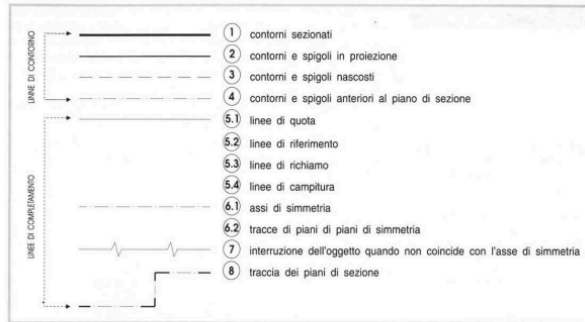 LINNE DI CONTORNO
1 contorni sezionati
2 contorni e spigoli in proiezione
3 contorni e spigoli nascosti
4 contorni e spigoli anteriori al piano di sezione
LINEE DI COMPLETAMENTO
5.1 linee di quota
5.2 linee di riferimento
5.3 linee di richiamo
5.4 linee di campitura
6.1 assi di simmetria
6.2 tracce di piani di piani di simmetria
7 interruzione dell'oggetto quando non coincide con l'asse di simmetria
8 traccia dei piani di sezione